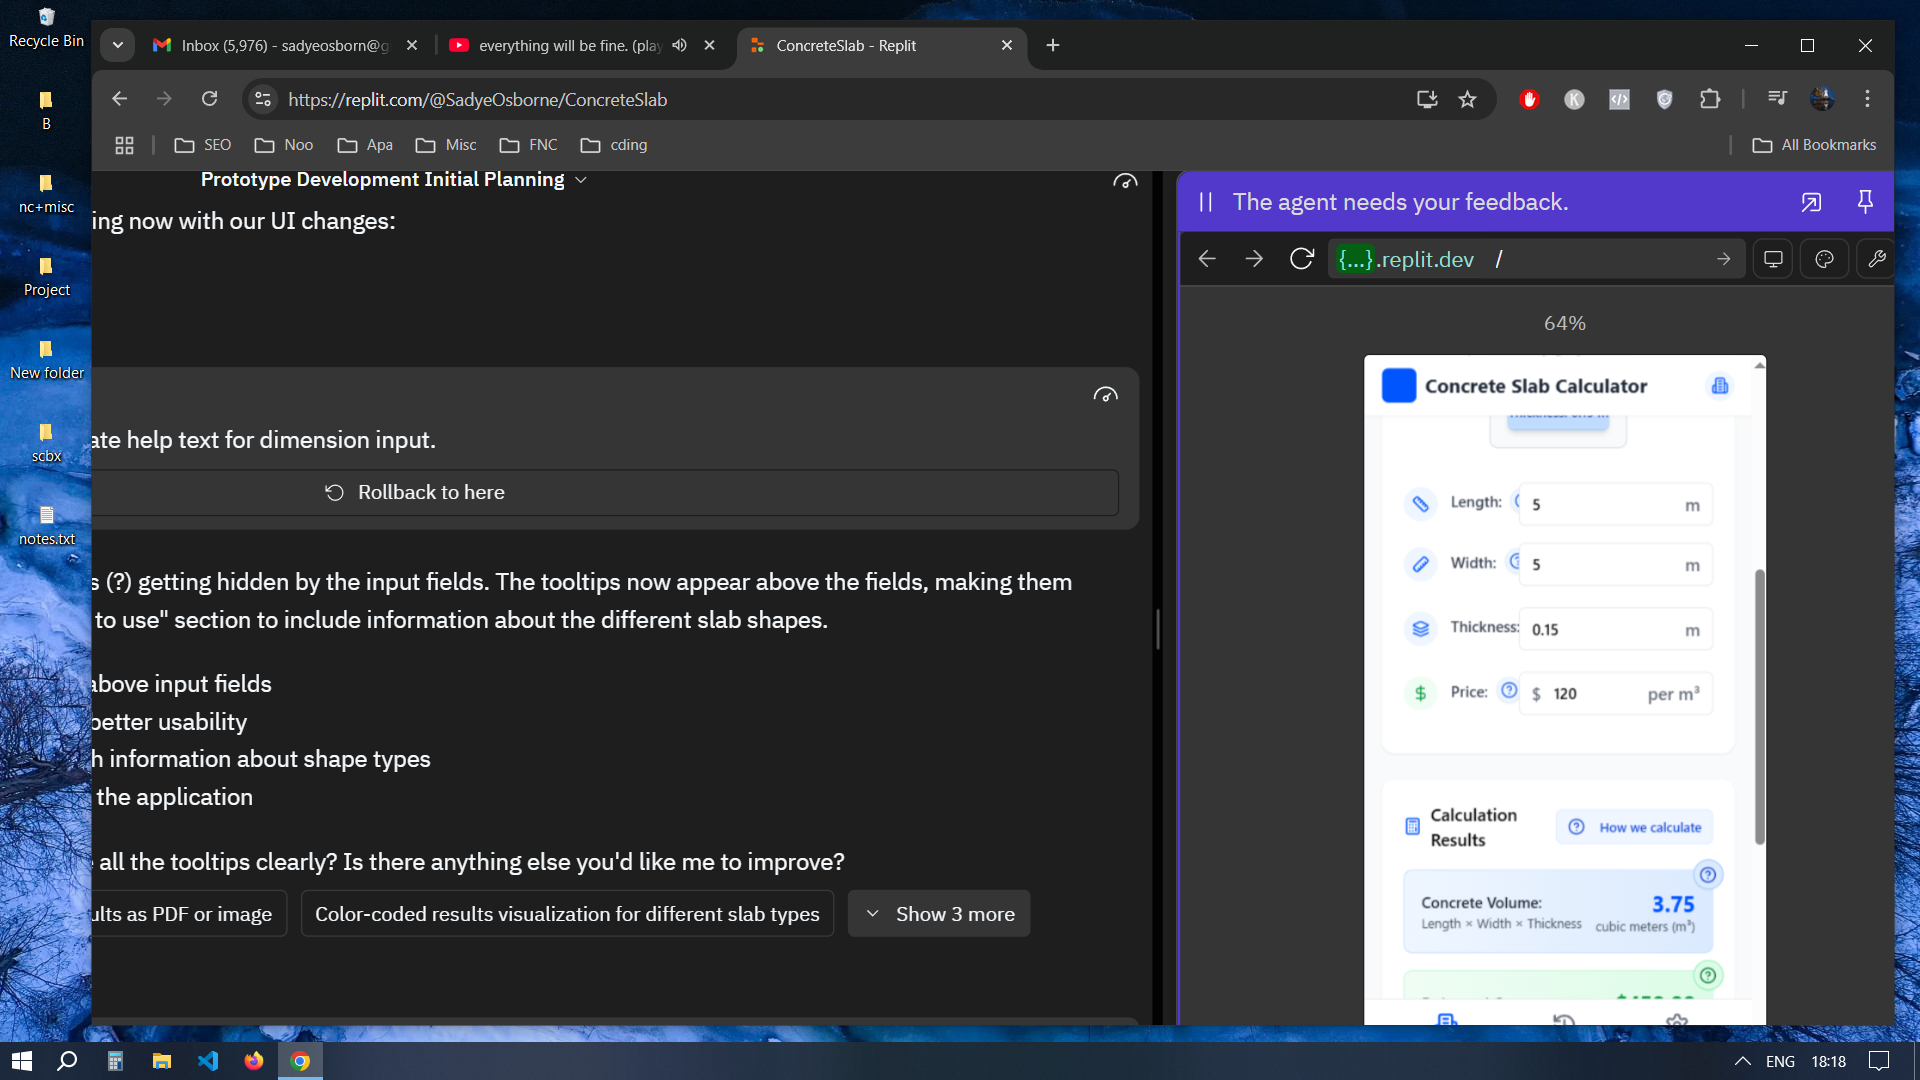 Recycle Bin
B
nc+misc
Project
New folder
scbx
notes.txt
Inbox (5,976) - sadyeosborn@g
everything will be fine. (play
ConcreteSlab - Replit
https://replit.com/@SadyeOsborne/ConcreteSlab
SEO
Noo
Apa
Misc
FNC
cding
All Bookmarks
Prototype Development Initial Planning
ing now with our UI changes:
ate help text for dimension input.
Rollback to here
s (?) getting hidden by the input fields. The tooltips now appear above the fields, making them
to use" section to include information about the different slab shapes.
above input fields
better usability
h information about shape types
the application
all the tooltips clearly? Is there anything else you'd like me to improve?
ults as PDF or image
Color-coded results visualization for different slab types
Show 3 more
The agent needs your feedback.
{...}.replit.dev /
64%
Concrete Slab Calculator
Length: 5 m
Width: 5 m
Thickness: 0.15 m
Price: $ 120 per m³
Calculation
Results
How we calculate
Concrete Volume: 3.75
Length × Width × Thickness cubic meters (m³)
ENG
18:18